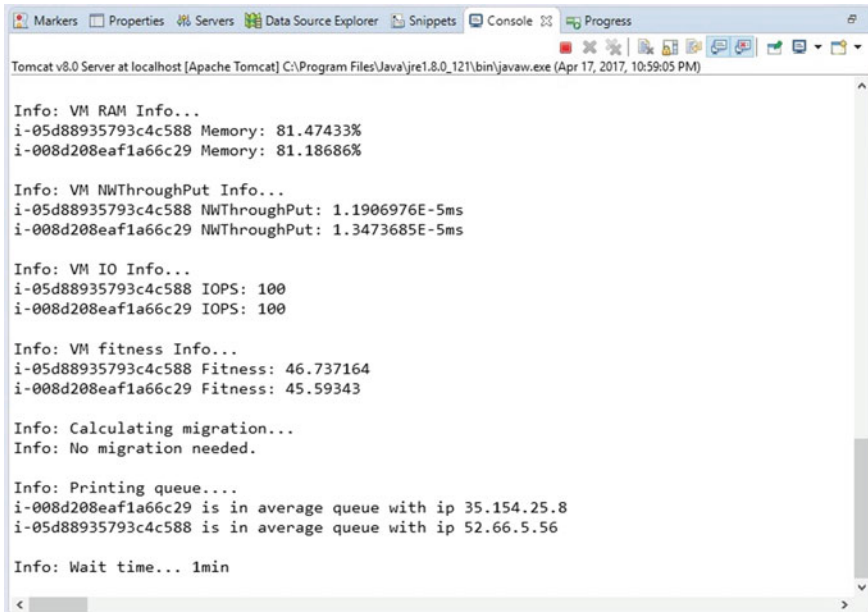 Markers Properties Servers Data Source Explorer Snippets Console Progress
Tomcat v8.0 Server at localhost [Apache Tomcat] C:\Program Files\Java\jre1.8.0_121\bin\javaw.exe (Apr 17, 2017, 10:59:05 PM)
Info: VM RAM Info...
i-05d88935793c4c588 Memory: 81.47433%
i-008d208eaf1a66c29 Memory: 81.18686%
Info: VM NWThroughPut Info...
i-05d88935793c4c588 NWThroughPut: 1.1906976E-5ms
i-008d208eaf1a66c29 NWThroughPut: 1.3473685E-5ms
Info: VM IO Info...
i-05d88935793c4c588 IOPS: 100
i-008d208eaf1a66c29 IOPS: 100
Info: VM fitness Info...
i-05d88935793c4c588 Fitness: 46.737164
i-008d208eaf1a66c29 Fitness: 45.59343
Info: Calculating migration...
Info: No migration needed.
Info: Printing queue....
i-008d208eaf1a66c29 is in average queue with ip 35.154.25.8
i-05d88935793c4c588 is in average queue with ip 52.66.5.56
Info: Wait time... 1min